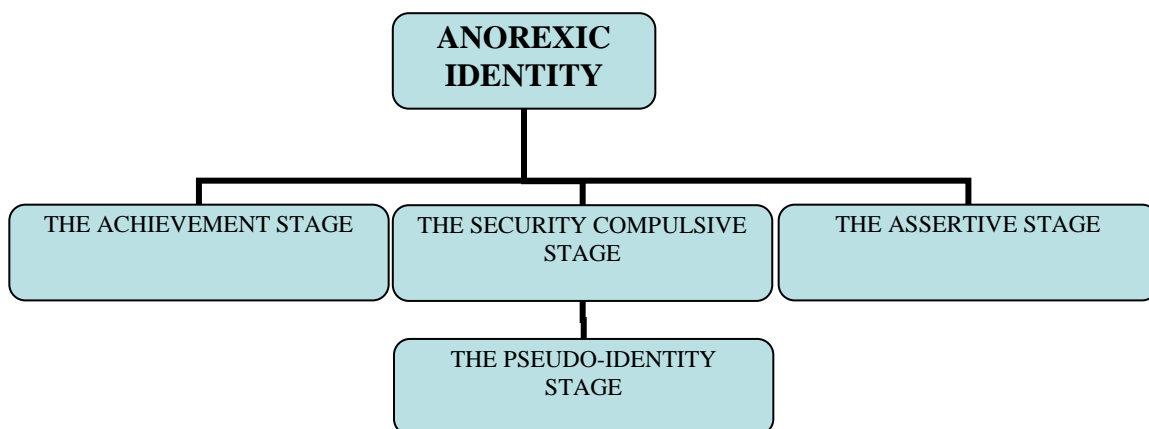 ANOREXIC
IDENTITY
THE ACHIEVEMENT STAGE
THE SECURITY COMPULSIVE
STAGE
THE ASSERTIVE STAGE
THE PSEUDO-IDENTITY
STAGE